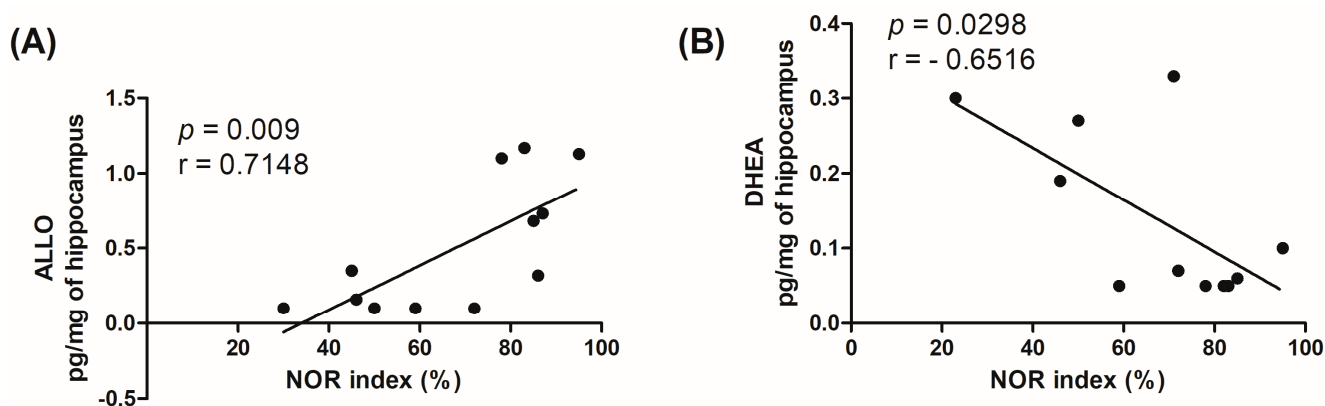 (A)
p = 0.009
r = 0.7148
ALLO
pg/mg of hippocampus
1.5
1.0
0.5
0.0
-0.5
20 40 60 80 100
NOR index (%)
(B)
p = 0.0298
r = - 0.6516
DHEA
pg/mg of hippocampus
0.4
0.3
0.2
0.1
0.0
0 20 40 60 80 100
NOR index (%)